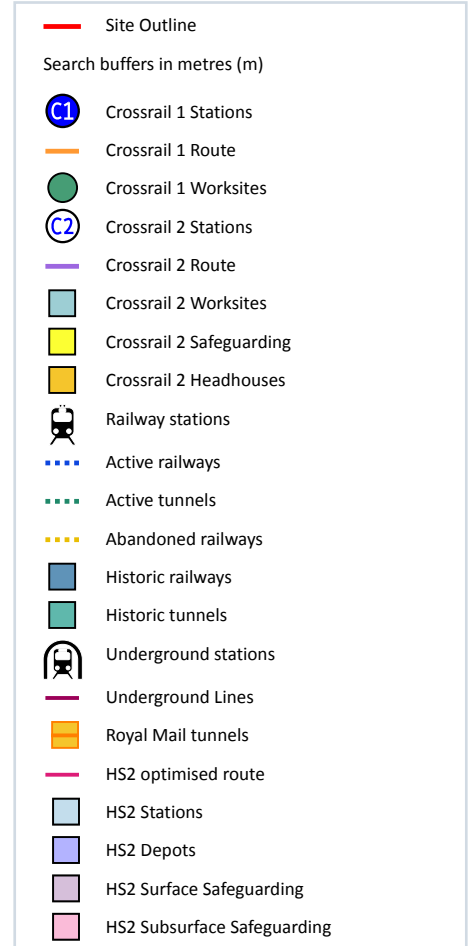 Site Outline
Search buffers in metres (m)
C1 Crossrail 1 Stations
Crossrail 1 Route
Crossrail 1 Worksites
C2 Crossrail 2 Stations
Crossrail 2 Route
Crossrail 2 Worksites
Crossrail 2 Safeguarding
Crossrail 2 Headhouses
Railway stations
Active railways
Active tunnels
Abandoned railways
Historic railways
Historic tunnels
Underground stations
Underground Lines
Royal Mail tunnels
HS2 optimised route
HS2 Stations
HS2 Depots
HS2 Surface Safeguarding
HS2 Subsurface Safeguarding